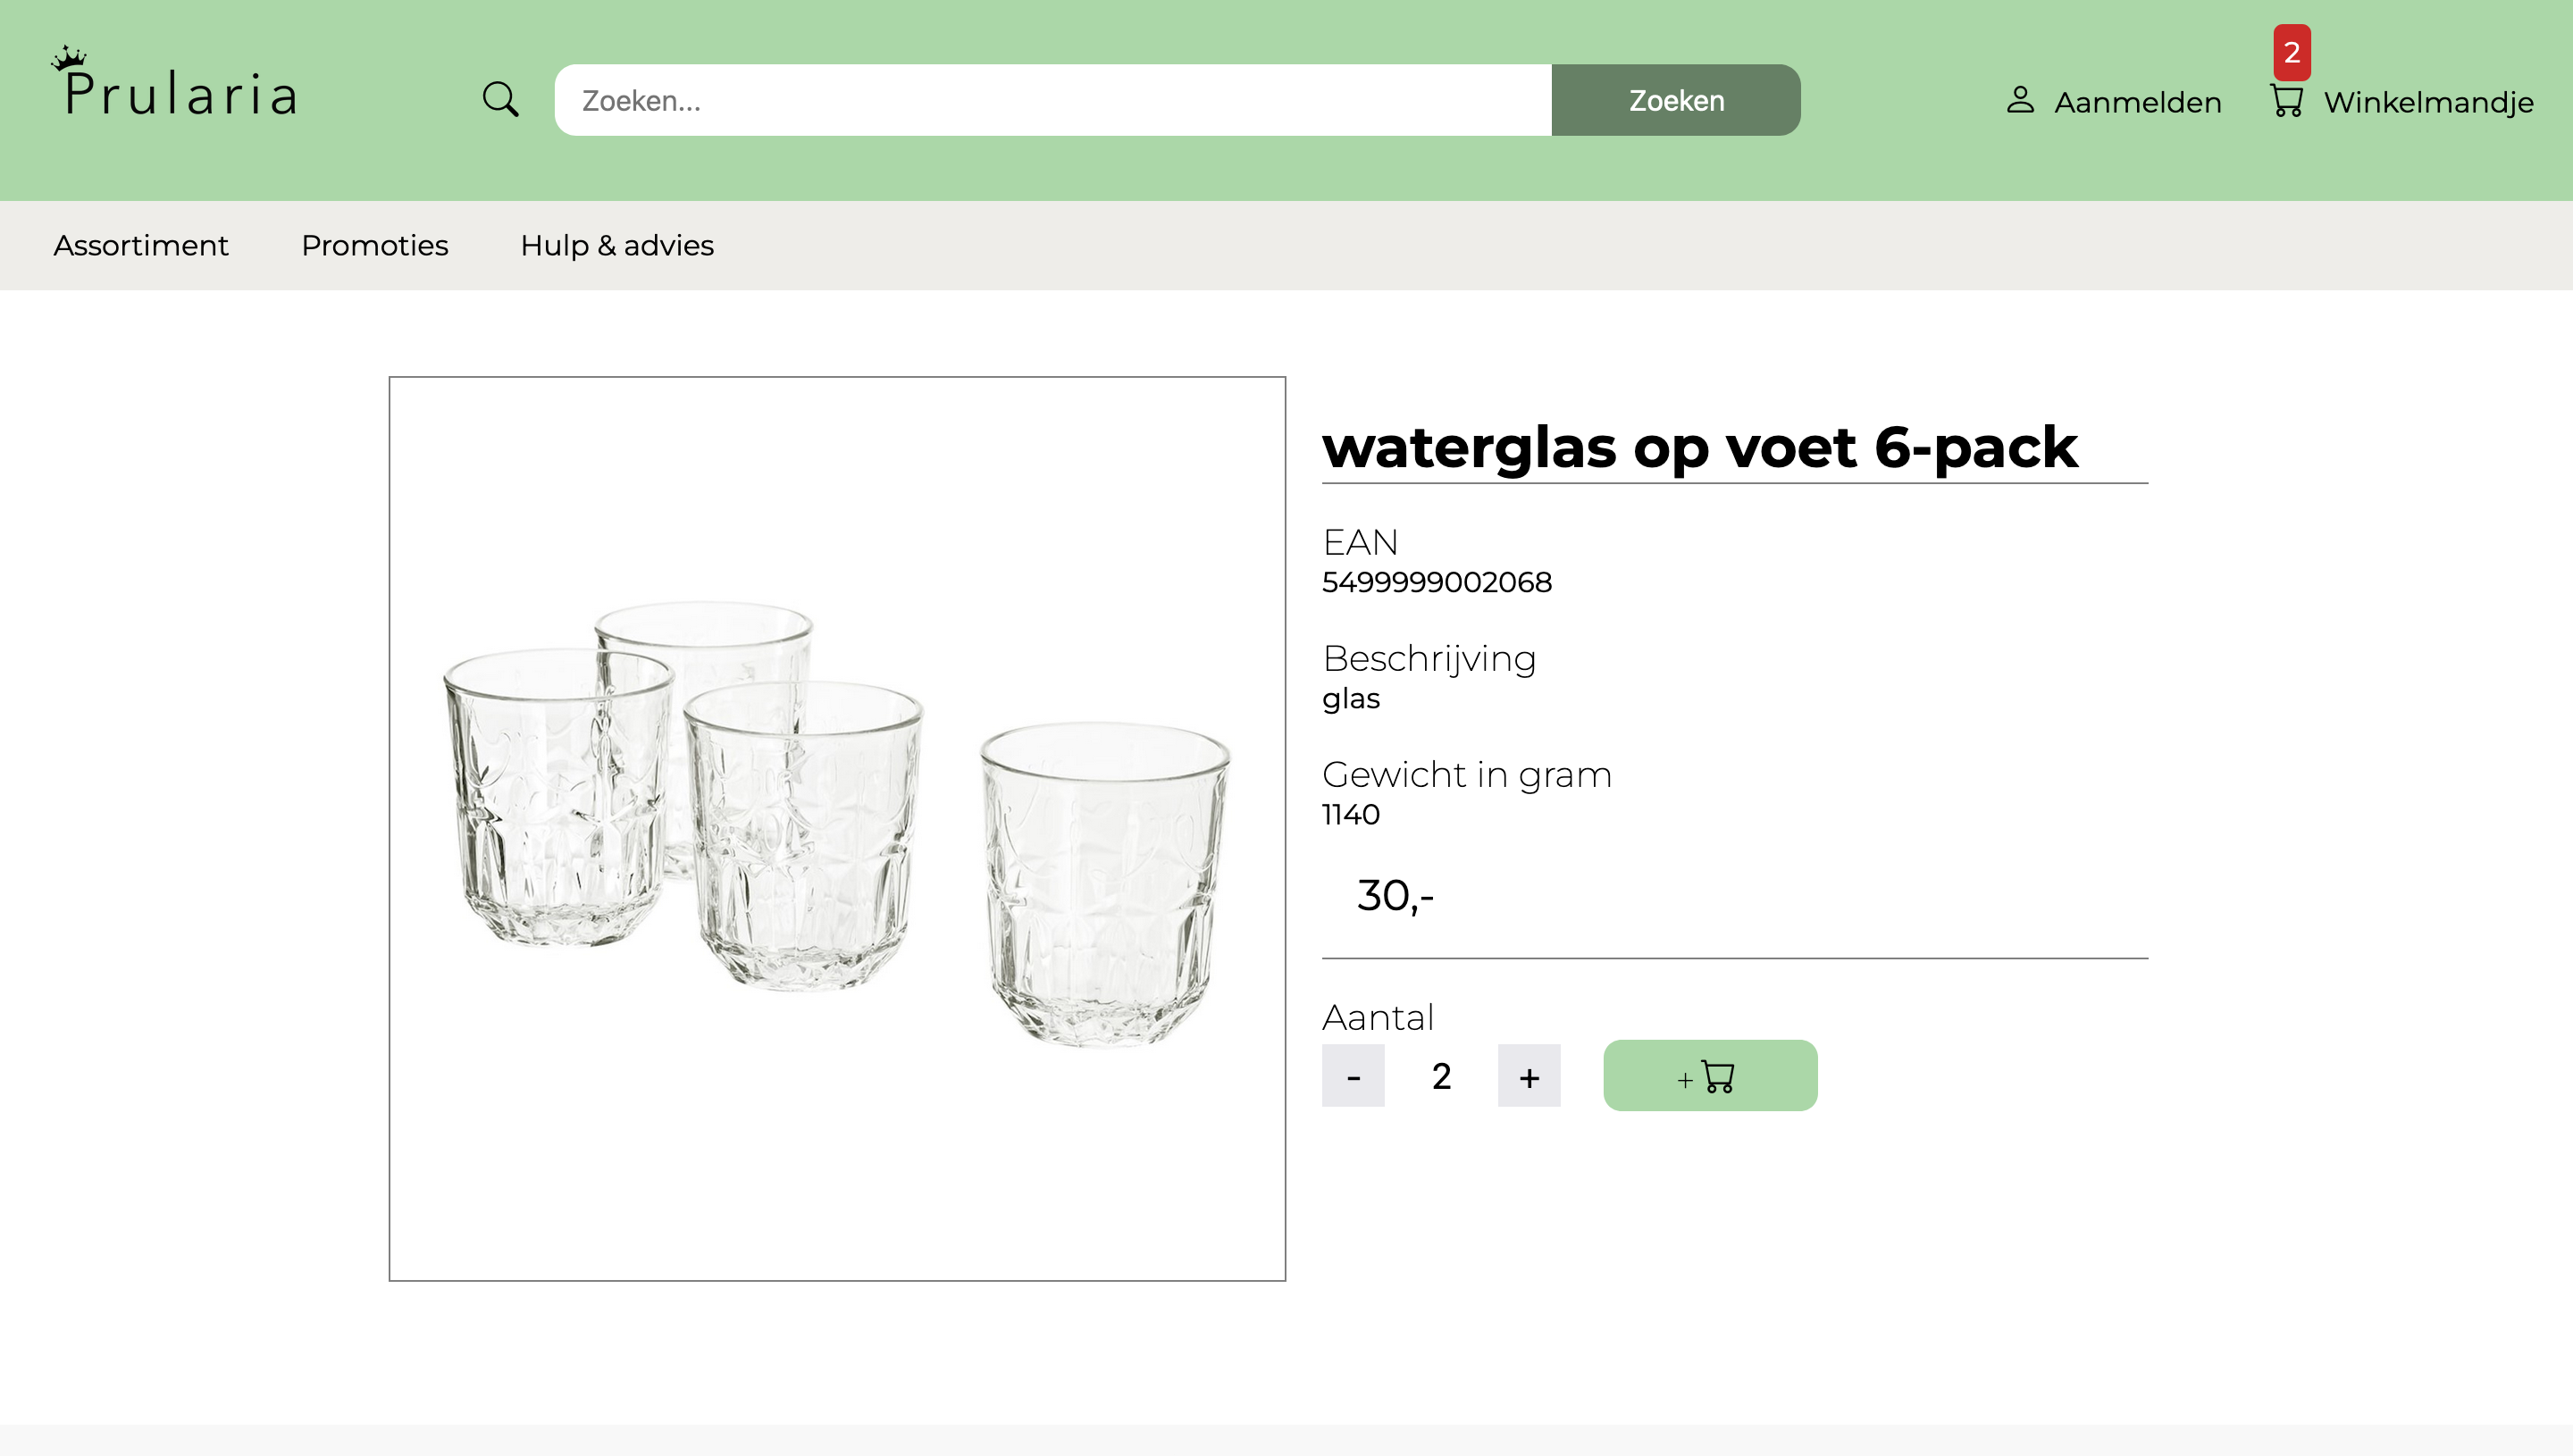 Prularia
Zoeken...
Zoeken
Aanmelden
2
Winkelmandje
Assortiment
Promoties
Hulp & advies
waterglas op voet 6-pack
EAN
5499999002068
Beschrijving
glas
Gewicht in gram
1140
30,-
Aantal
- 2 +
+